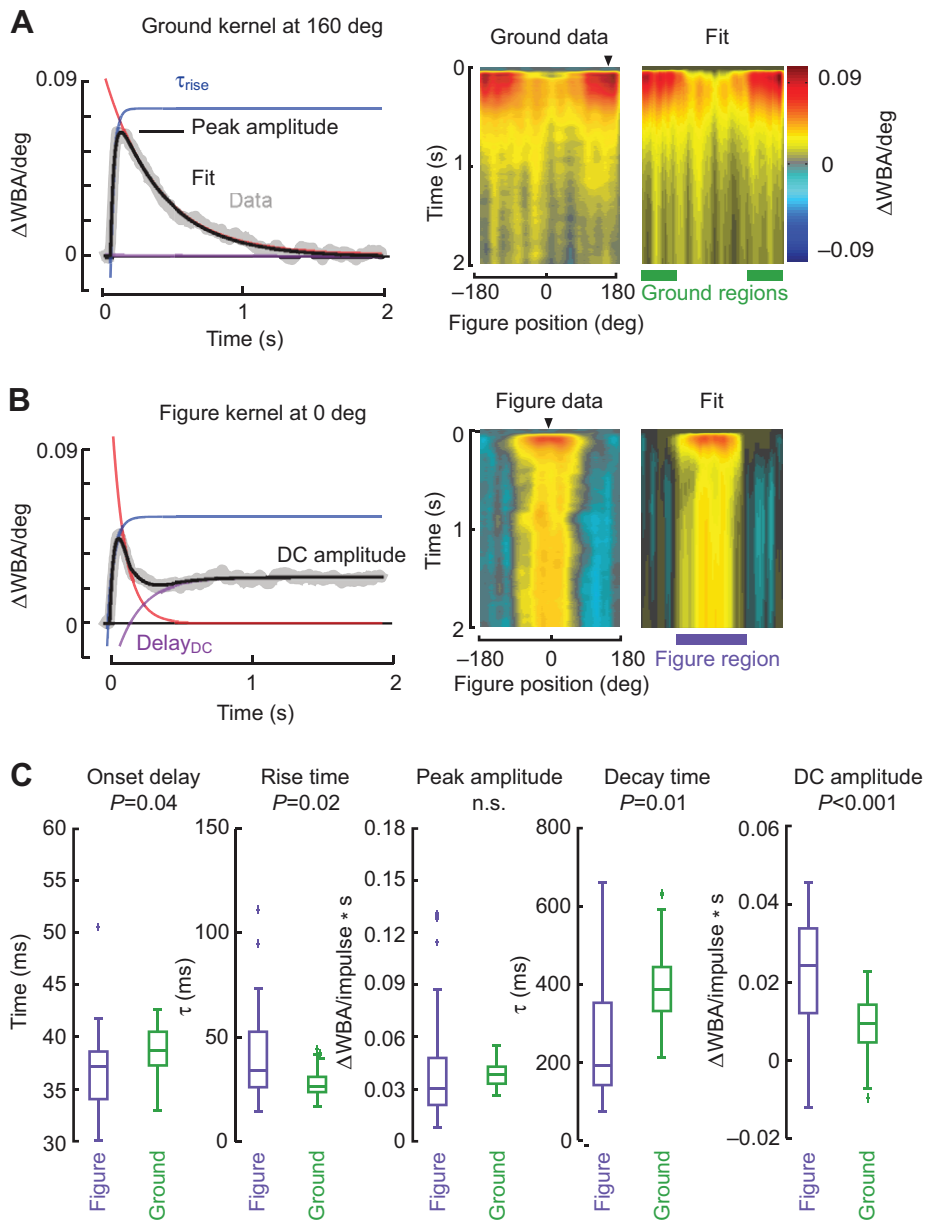 A
Ground kernel at 160 deg
0.09
0
ΔWBA/deg
τrise
Peak amplitude
Fit
Data
0 1 2
Time (s)
Ground data
Fit
0
1
2
Time (s)
–180 0 180
Figure position (deg)
Ground regions
0.09
0
–0.09
ΔWBA/deg
B
Figure kernel at 0 deg
0.09
0
ΔWBA/deg
DC amplitude
DelayDC
0 1 2
Time (s)
Figure data
Fit
0
1
2
Time (s)
–180 0 180
Figure position (deg)
Figure region
C
Onset delay
P=0.04
60
55
50
45
40
35
30
Time (ms)
Figure
Ground
Rise time
P=0.02
150
100
50
0
τ (ms)
Figure
Ground
Peak amplitude
n.s.
0.18
0.15
0.12
0.09
0.06
0.03
0
ΔWBA/impulse * s
Figure
Ground
Decay time
P=0.01
800
600
400
200
0
τ (ms)
Figure
Ground
DC amplitude
P<0.001
0.06
0.04
0.02
0
–0.02
ΔWBA/impulse * s
Figure
Ground